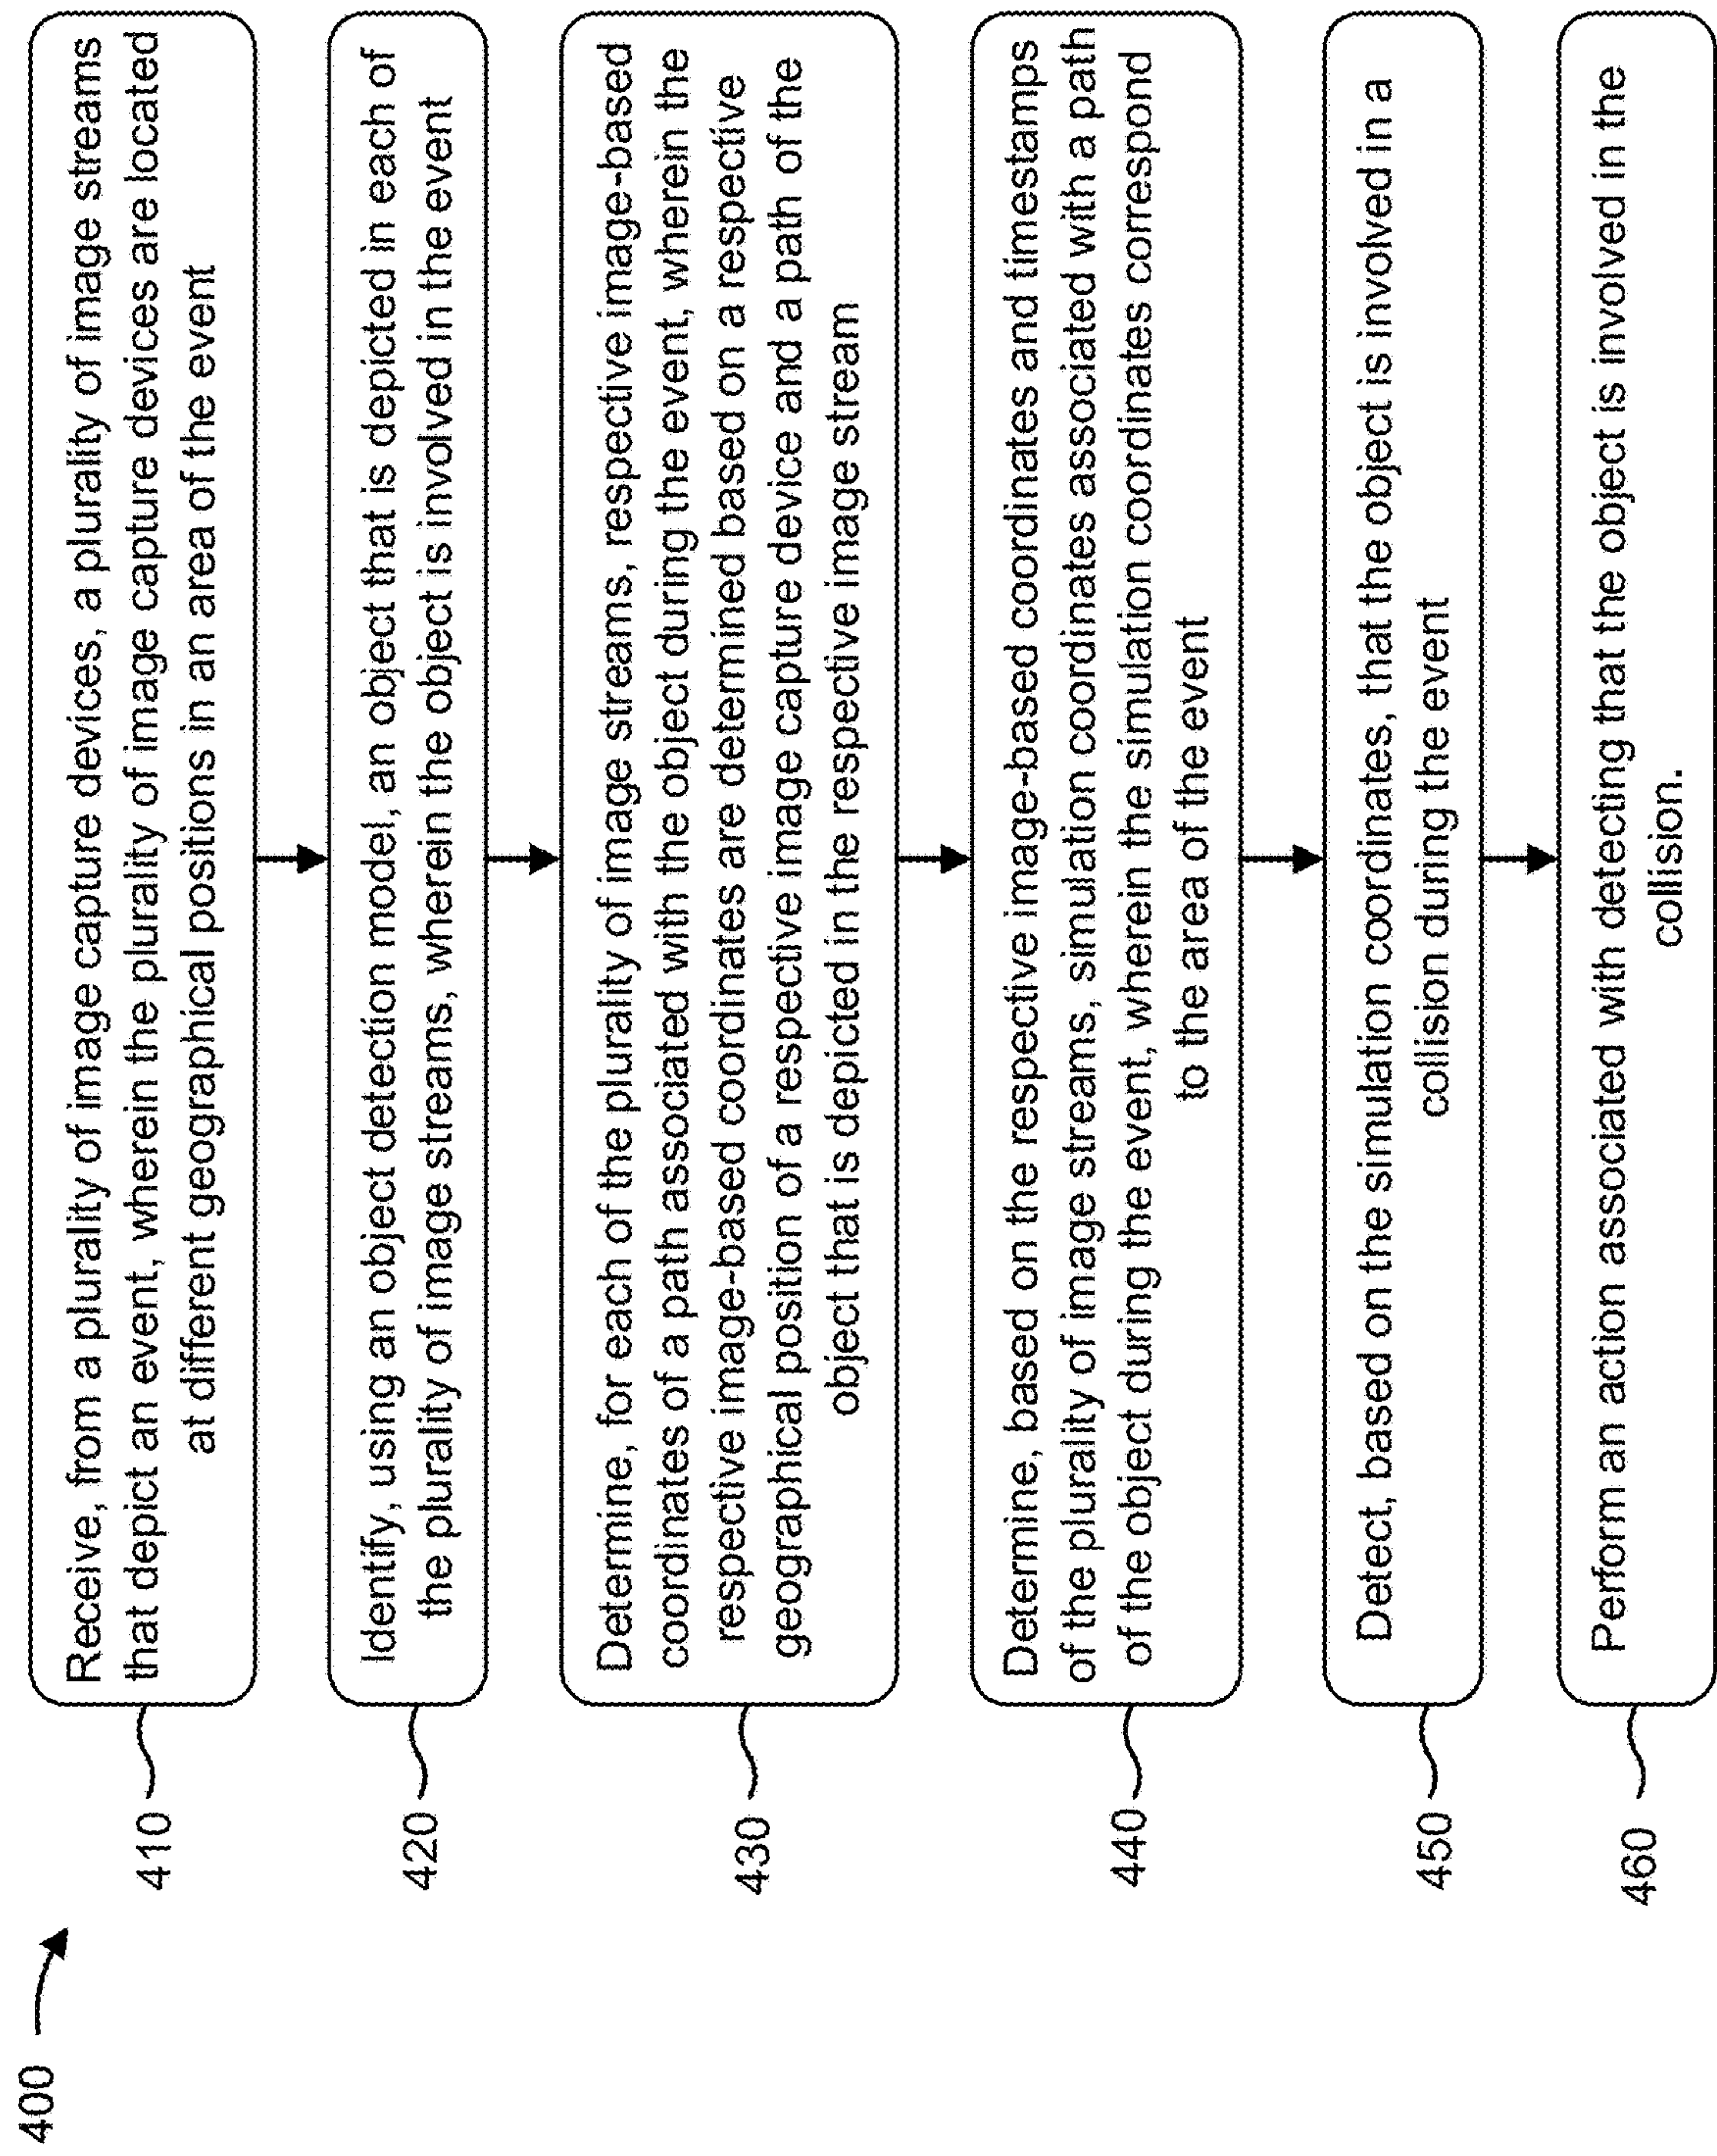 400
410
Receive, from a plurality of image capture devices, a plurality of image streams
that depict an event, wherein the plurality of image capture devices are located
at different geographical positions in an area of the event
420
Identify, using an object detection model, an object that is depicted in each of
the plurality of image streams, wherein the object is involved in the event
430
Determine, for each of the plurality of image streams, respective image-based
coordinates of a path associated with the object during the event, wherein the
respective image-based coordinates are determined based on a respective
geographical position of a respective image capture device and a path of the
object that is depicted in the respective image stream
440
Determine, based on the respective image-based coordinates and timestamps
of the plurality of image streams, simulation coordinates associated with a path
of the object during the event, wherein the simulation coordinates correspond
to the area of the event
450
Detect, based on the simulation coordinates, that the object is involved in a
collision during the event
460
Perform an action associated with detecting that the object is involved in the
collision.